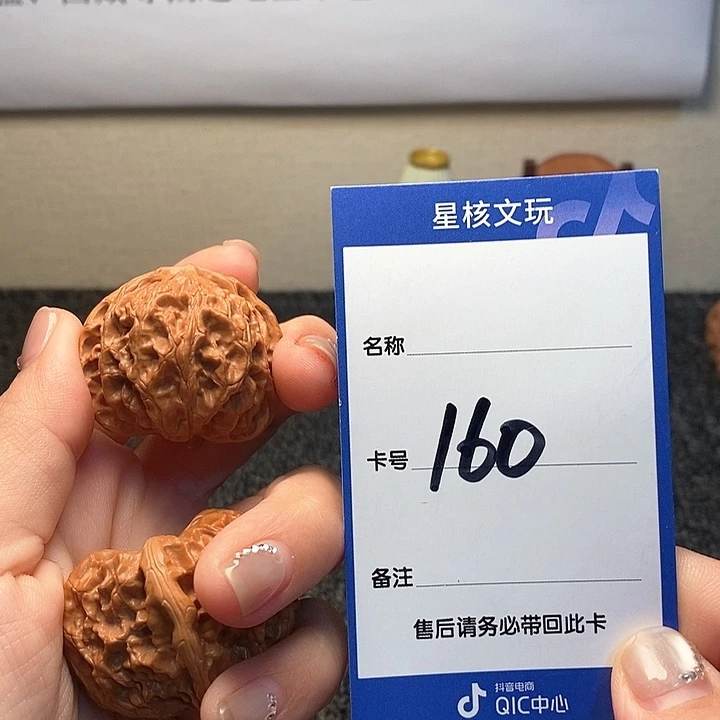 星核文玩
名称
卡号 160
备注
售后请务必带回此卡
抖音电商
QIC中心